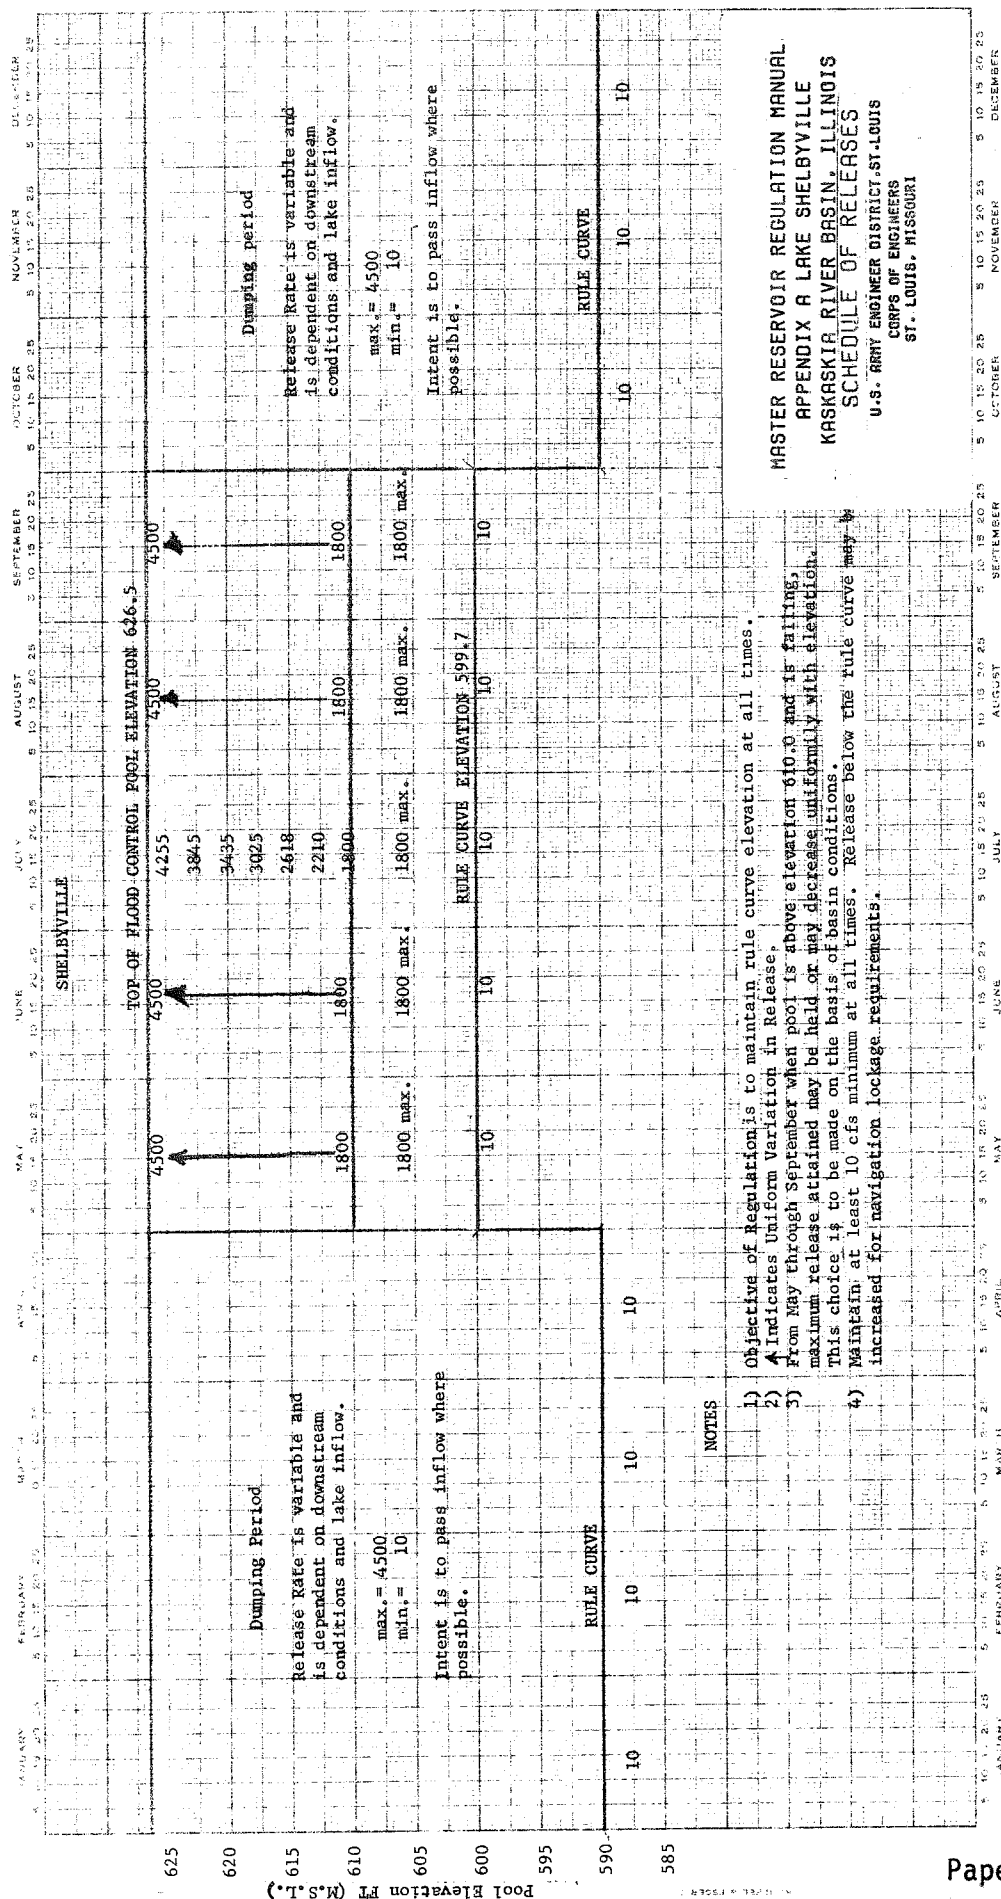 SHELBYVILLE
TOP OF FLOOD CONTROL POOL ELEVATION 626.5
JUNE
JULY
AUGUST
SEPTEMBER
OCTOBER
NOVEMBER
MAY
FEBRUARY
Pool Elevation FT (M.S.L.)
625
620
615
610
605
600
595
590
585
Dumping Period
Release Rate is variable and
is dependent on downstream
conditions and lake inflow.
max.= 4500
min.= 10
Intent is to pass inflow where
possible.
RULE CURVE
10
10
10
10
4500
4500
4500
4500
4255
3845
3435
3025
2618
2210
1800
1800
1800
1800
1800
1800 max.
1800 max.
1800 max.
1800 max.
1800 max.
RULE CURVE ELEVATION 599.7
10
10
10
10
10
Dumping period
Release Rate is variable and
is dependent on downstream
conditions and lake inflow.
max.= 4500
min.= 10
Intent is to pass inflow where
possible.
RULE CURVE
10
10
10
NOTES
1) Objective of Regulation is to maintain rule curve elevation at all times.
2) Indicates Uniform Variation in Release.
3) From May through September when pool is above elevation 610.0 and is falling,
maximum release attained may be held or may decrease uniformily with elevation.
This choice is to be made on the basis of basin conditions.
4) Maintain at least 10 cfs minimum at all times. Release below the rule curve may be
increased for navigation lockage requirements.
MASTER RESERVOIR REGULATION MANUAL
APPENDIX A LAKE SHELBYVILLE
KASKASKIA RIVER BASIN, ILLINOIS
SCHEDULE OF RELEASES
U.S. ARMY ENGINEER DISTRICT, ST. LOUIS
CORPS OF ENGINEERS
ST. LOUIS, MISSOURI
FEBRUARY
APRIL
MAY
JUNE
JULY
AUGUST
SEPTEMBER
OCTOBER
NOVEMBER
DECEMBER
Pape